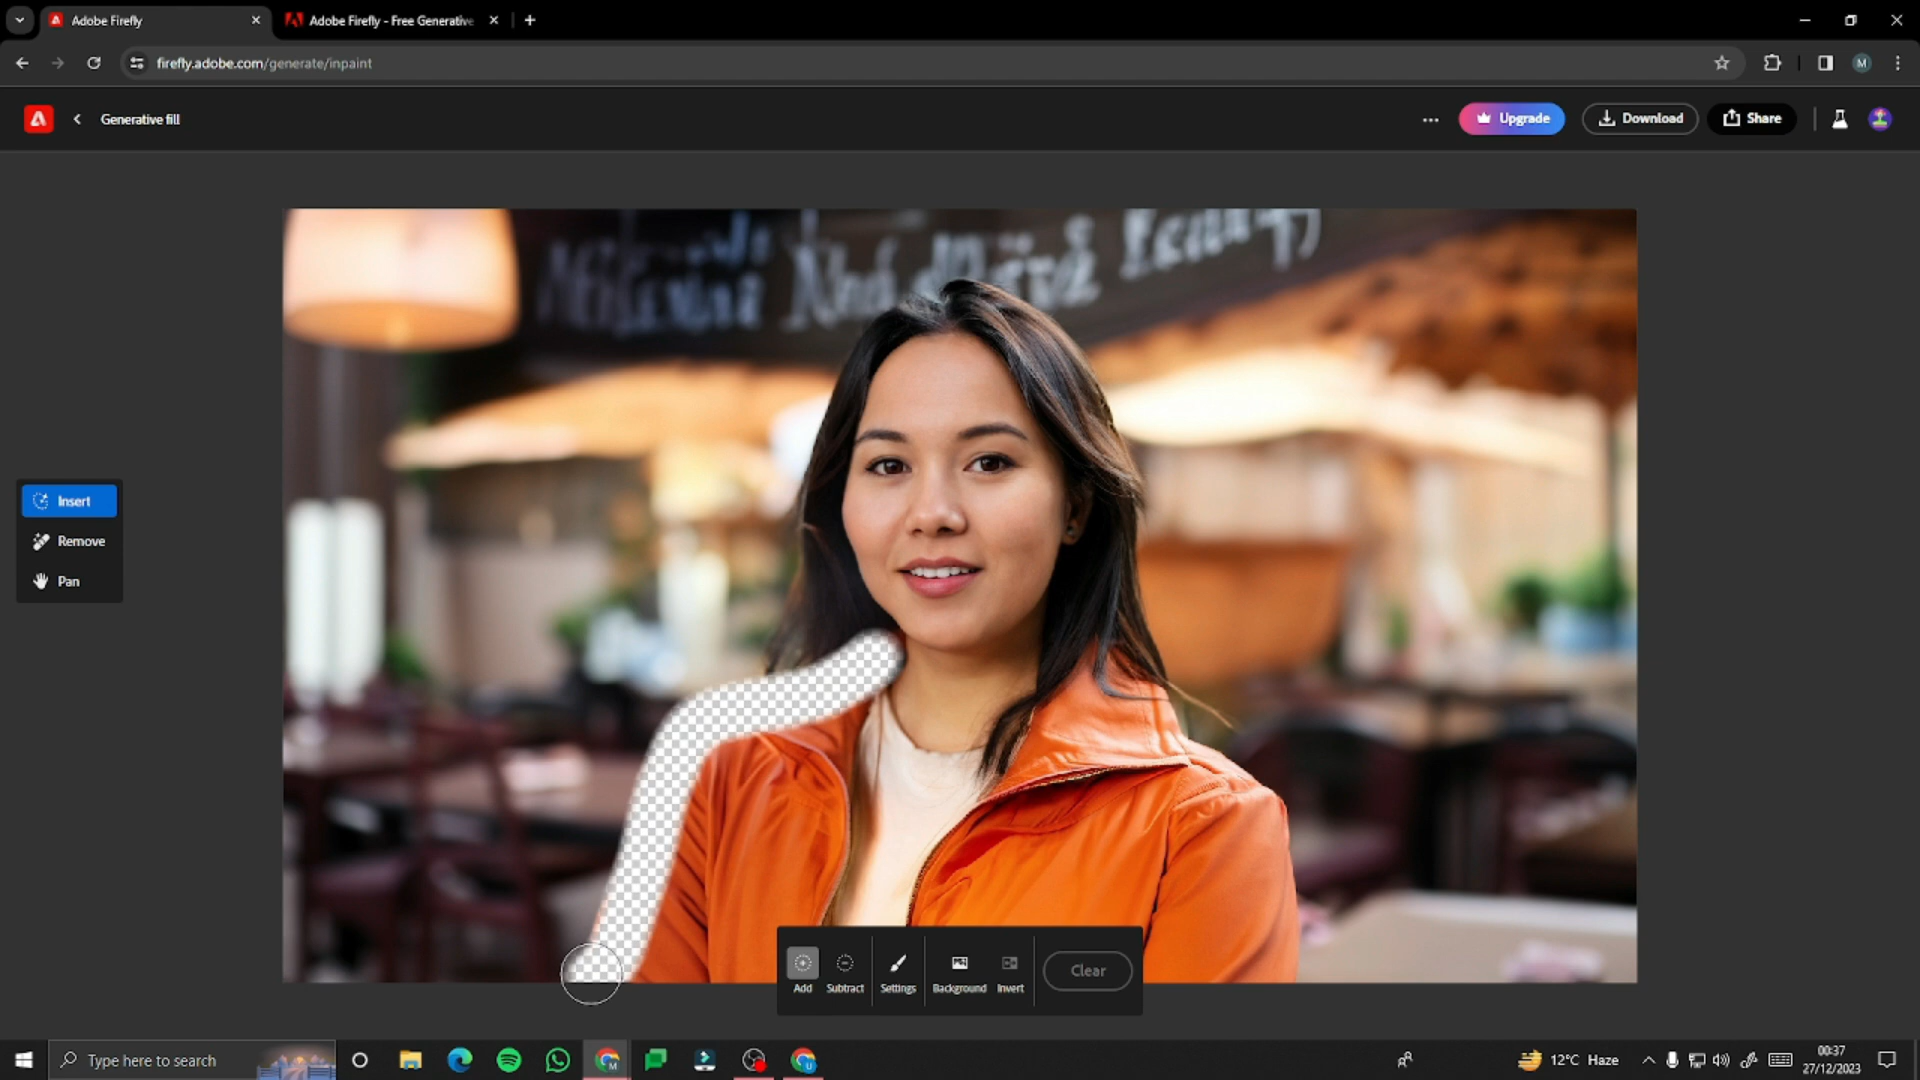 Adobe Firefly
Adobe Firefly - Free Generative
firefly.adobe.com/generate/inpaint
M
Generative fill
Upgrade
Download
Share
Insert
Remove
Pan
Add
Subtract
Settings
Background
Invert
Clear
Type here to search
12°C Haze
00:37
27/12/2023